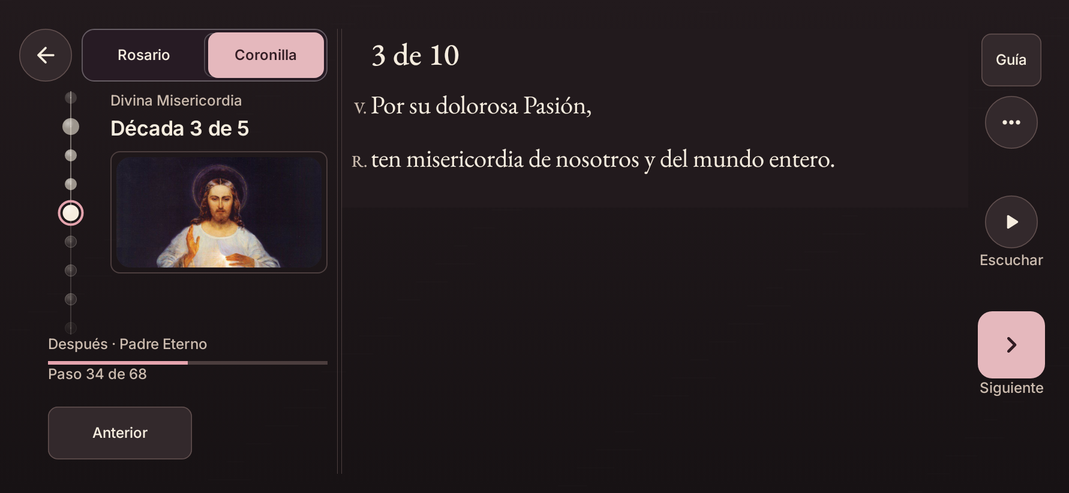 Rosario
Coronilla
Divina Misericordia
Década 3 de 5
Después · Padre Eterno
Paso 34 de 68
Anterior
3 de 10
V. Por su dolorosa Pasión,
R. ten misericordia de nosotros y del mundo entero.
Guía
Escuchar
Siguiente